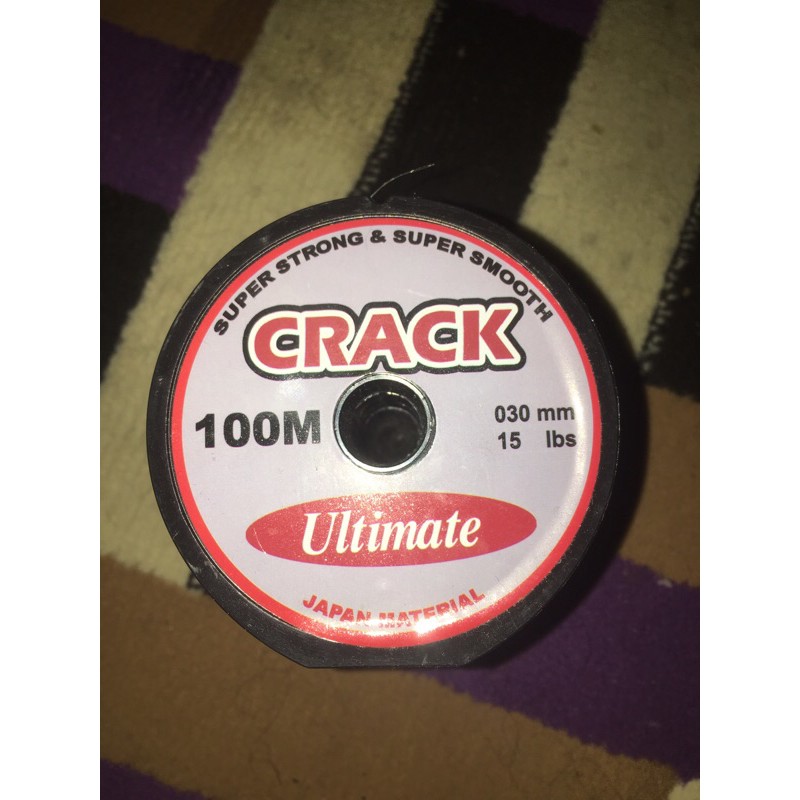 SUPER STRONG & SUPER SMOOTH
CRACK
100M
030 mm
15 lbs
Ultimate
JAPAN MATERIAL